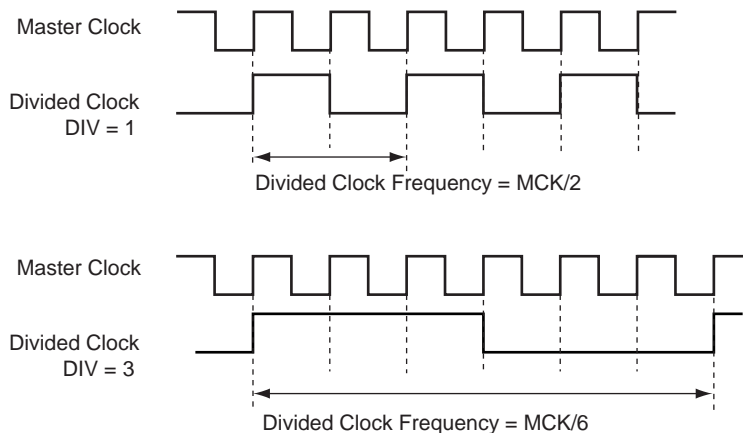 Master Clock
Divided Clock
DIV = 1
Divided Clock Frequency = MCK/2
Master Clock
Divided Clock
DIV = 3
Divided Clock Frequency = MCK/6